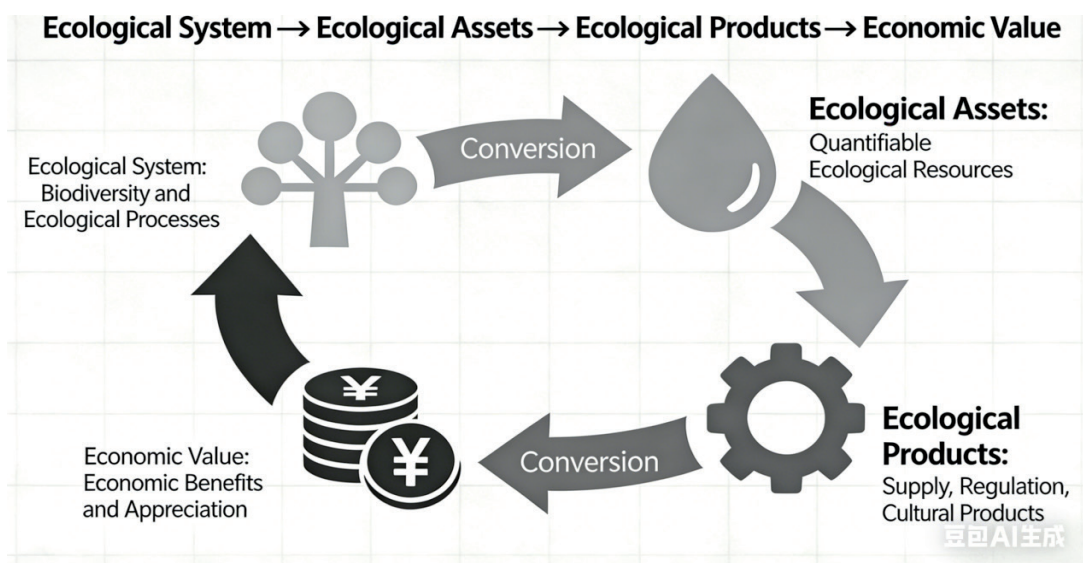 Ecological System → Ecological Assets → Ecological Products → Economic Value
Ecological System:
Biodiversity and
Ecological Processes
Conversion
Ecological Assets:
Quantifiable
Ecological Resources
Ecological
Products:
Supply, Regulation,
Cultural Products
Conversion
¥
¥
Economic Value:
Economic Benefits
and Appreciation
豆包AI生成